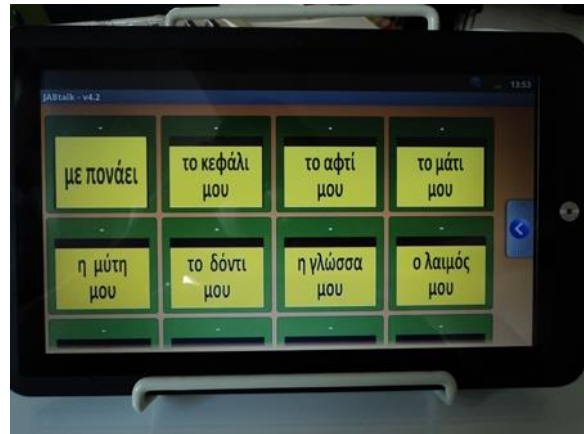 13:53
JABtalk - v4.2
με πονάει
το κεφάλι
μου
το αφτί
μου
το μάτι
μου
η μύτη
μου
το δόντι
μου
η γλώσσα
μου
ο λαιμός
μου